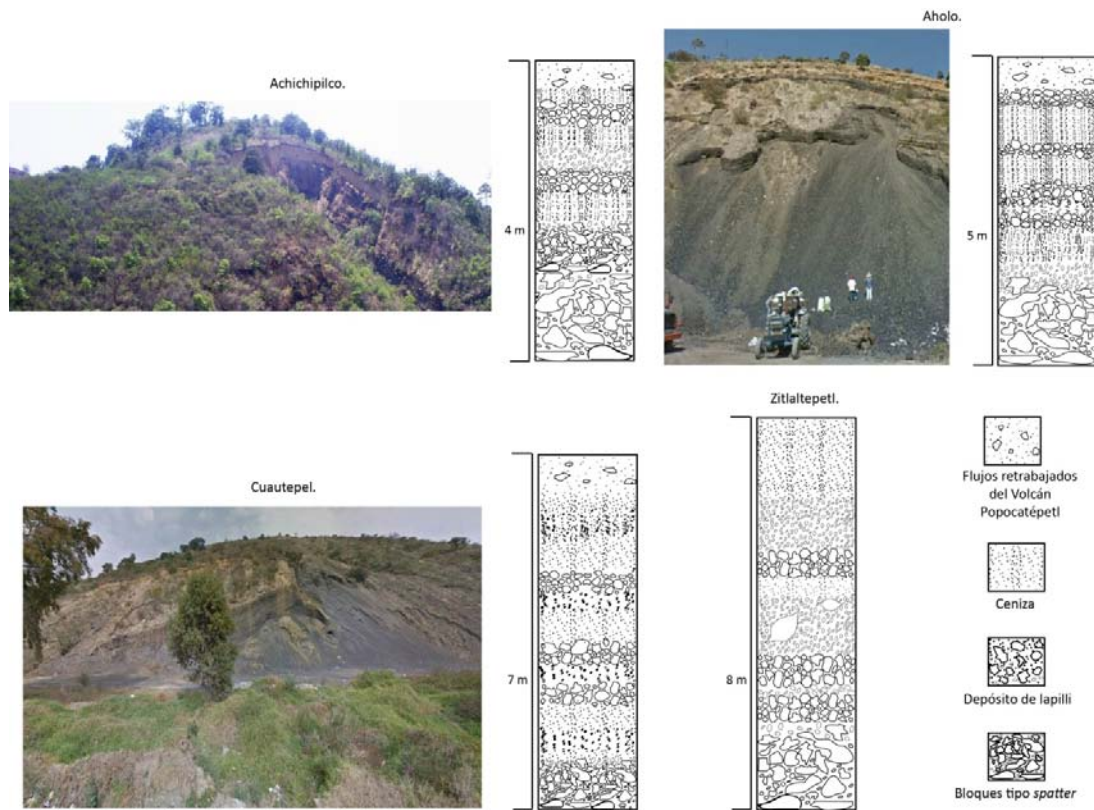 Aholo.
Achichipilco.
4 m
5 m
Zitlaltepetl.
Cuautepel.
7 m
8 m
Flujos retrabajados
del Volcán
Popocatépetl
Ceniza
Depósito de lapilli
Bloques tipo spatter